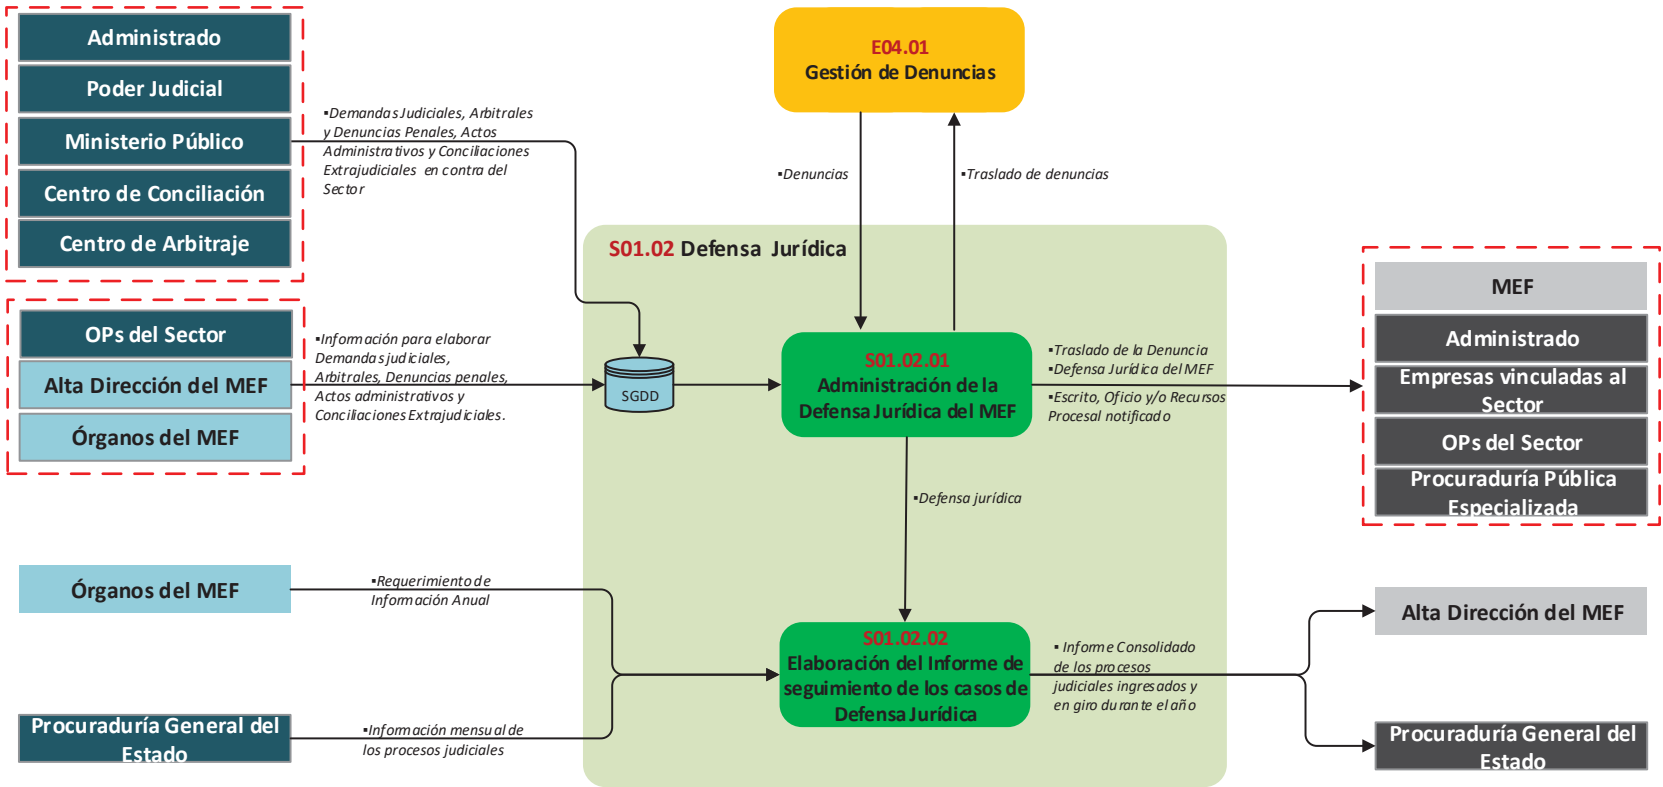 Administrado
Poder Judicial
Ministerio Público
Centro de Conciliación
Centro de Arbitraje
▪Demandas Judiciales, Arbitrales
y Denuncias Penales, Actos
Administrativos y Conciliaciones
Extrajudiciales en contra del
Sector
E04.01
Gestión de Denuncias
▪Denuncias
▪Traslado de denuncias
S01.02 Defensa Jurídica
OPs del Sector
Alta Dirección del MEF
Órganos del MEF
▪Información para elaborar
Demandas judiciales,
Arbitrales, Denuncias penales,
Actos administrativos y
Conciliaciones Extrajudiciales.
SGDD
S01.02.01
Administración de la
Defensa Jurídica del MEF
▪Traslado de la Denuncia
▪Defensa Jurídica del MEF
▪Escrito, Oficio y/o Recursos
Procesal notificado
MEF
Administrado
Empresas vinculadas al
Sector
OPs del Sector
Procuraduría Pública
Especializada
▪Defensa jurídica
Órganos del MEF
▪Requerimiento de
Información Anual
Procuraduría General del
Estado
▪Información mensual de
los procesos judiciales
S01.02.02
Elaboración del Informe de
seguimiento de los casos de
Defensa Jurídica
▪ Informe Consolidado
de los procesos
judiciales ingresados y
en giro durante el año
Alta Dirección del MEF
Procuraduría General del
Estado